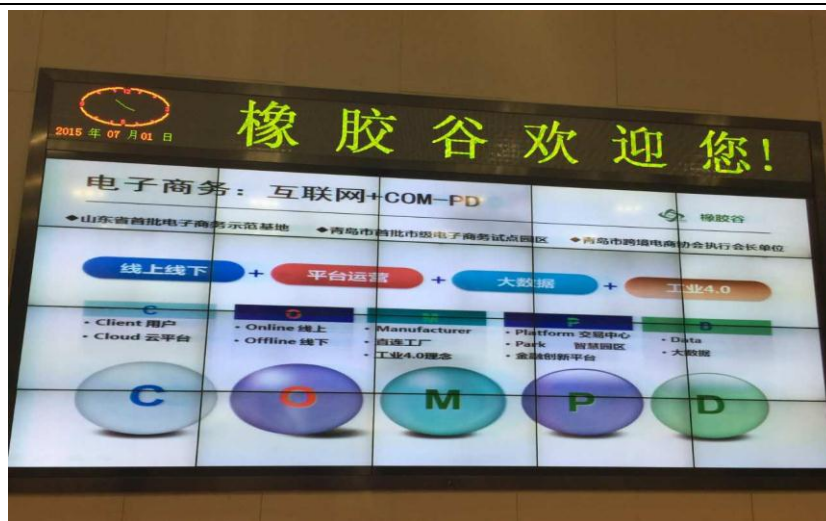 橡胶谷欢迎您!
2015 年 07 月 01 日
电子商务：互联网+COM-PD
橡胶谷
◆山东省首批电子商务示范基地 ◆青岛市首批市级电子商务试点园区 ◆青岛市跨境电商协会执行会长单位
线上线下 + 平台运营 + 大数据 + 工业4.0
C O M P D
· Client 用户 · Online 线上 · Manufacturer · Platform 交易中心 · Data
· Cloud 云平台 · Offline 线下 · 直连工厂 · Park 智慧园区 · 大数据
· 工业4.0理念 · 金融创新平台
C O M P D